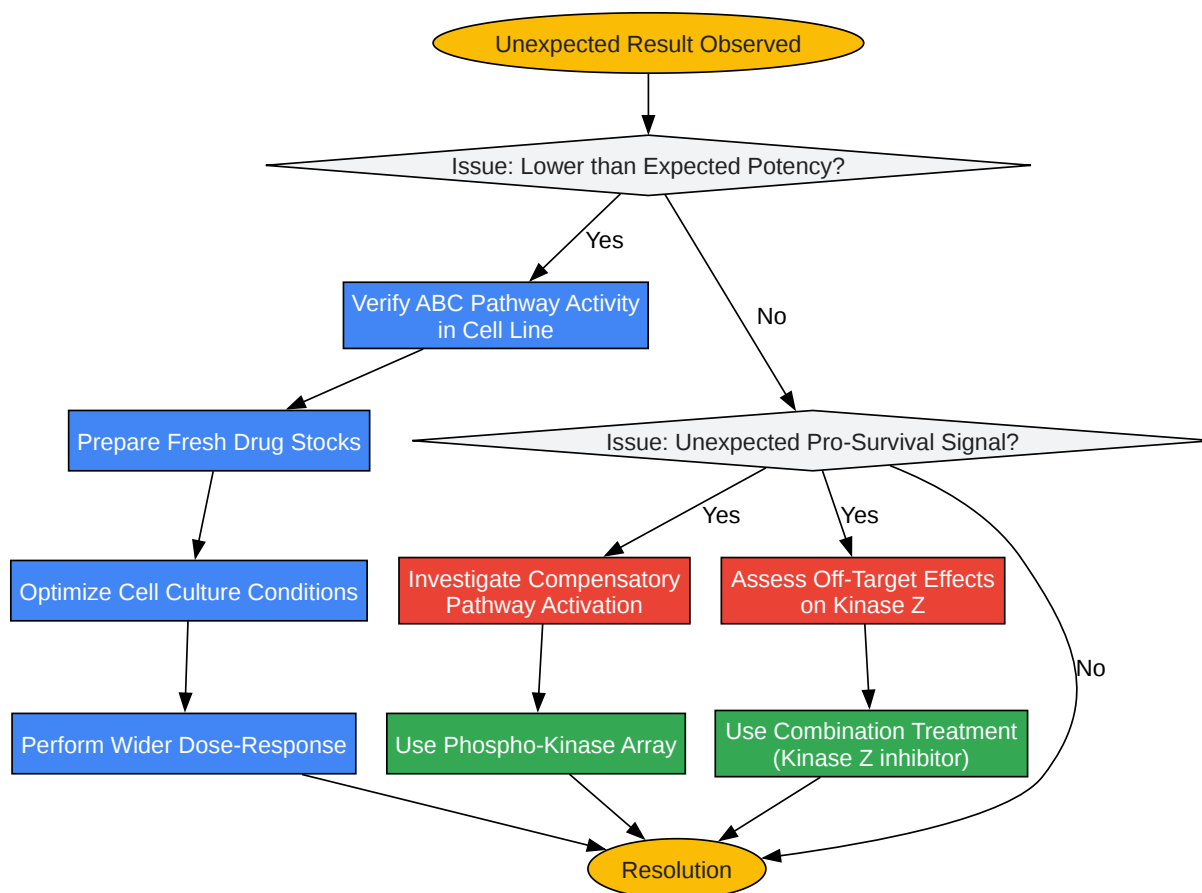 Unexpected Result Observed
Issue: Lower than Expected Potency?
Yes
No
Verify ABC Pathway Activity
in Cell Line
Prepare Fresh Drug Stocks
Issue: Unexpected Pro-Survival Signal?
Yes
Yes
No
Optimize Cell Culture Conditions
Investigate Compensatory
Pathway Activation
Assess Off-Target Effects
on Kinase Z
Perform Wider Dose-Response
Use Phospho-Kinase Array
Use Combination Treatment
(Kinase Z inhibitor)
Resolution